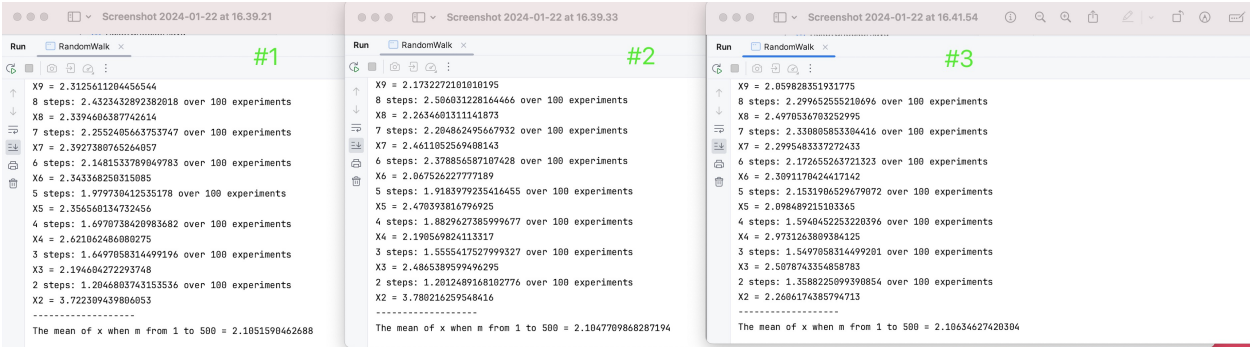 Screenshot 2024-01-22 at 16.39.21
Run RandomWalk ×
#1
X9 = 2.3125611204456544
8 steps: 2.4323432892382018 over 100 experiments
X8 = 2.3394606387742614
7 steps: 2.2552405663753747 over 100 experiments
X7 = 2.3927380765264057
6 steps: 2.1481533789049783 over 100 experiments
X6 = 2.343368250315085
5 steps: 1.979730412535178 over 100 experiments
X5 = 2.356560134732456
4 steps: 1.6970738420983682 over 100 experiments
X4 = 2.621062486080275
3 steps: 1.6497058314499196 over 100 experiments
X3 = 2.194604272293748
2 steps: 1.2046803743153536 over 100 experiments
X2 = 3.722309439806053
------------------
The mean of x when m from 1 to 500 = 2.1051590462688
Screenshot 2024-01-22 at 16.39.33
Run RandomWalk ×
#2
X9 = 2.1732272101010195
8 steps: 2.506031228164466 over 100 experiments
X8 = 2.2634601311141873
7 steps: 2.204862495667932 over 100 experiments
X7 = 2.4611052569408143
6 steps: 2.378856587107428 over 100 experiments
X6 = 2.067526227777189
5 steps: 1.9183979235416455 over 100 experiments
X5 = 2.470393816796925
4 steps: 1.8829627385999677 over 100 experiments
X4 = 2.190569824113317
3 steps: 1.5555417527999327 over 100 experiments
X3 = 2.4865389599496295
2 steps: 1.2012489168102776 over 100 experiments
X2 = 3.780216259548416
------------------
The mean of x when m from 1 to 500 = 2.1047709868287194
Screenshot 2024-01-22 at 16.41.54
Run RandomWalk ×
#3
X9 = 2.059828351931775
8 steps: 2.299652555210696 over 100 experiments
X8 = 2.4970536703252995
7 steps: 2.330805853304416 over 100 experiments
X7 = 2.2995483337272433
6 steps: 2.172655263721323 over 100 experiments
X6 = 2.3091170424417142
5 steps: 2.1531906529679072 over 100 experiments
X5 = 2.098489215103365
4 steps: 1.5940452253220396 over 100 experiments
X4 = 2.9731263809384125
3 steps: 1.5497058314499201 over 100 experiments
X3 = 2.5078743354858783
2 steps: 1.3588225099390854 over 100 experiments
X2 = 2.2606174385794713
------------------
The mean of x when m from 1 to 500 = 2.10634627420304